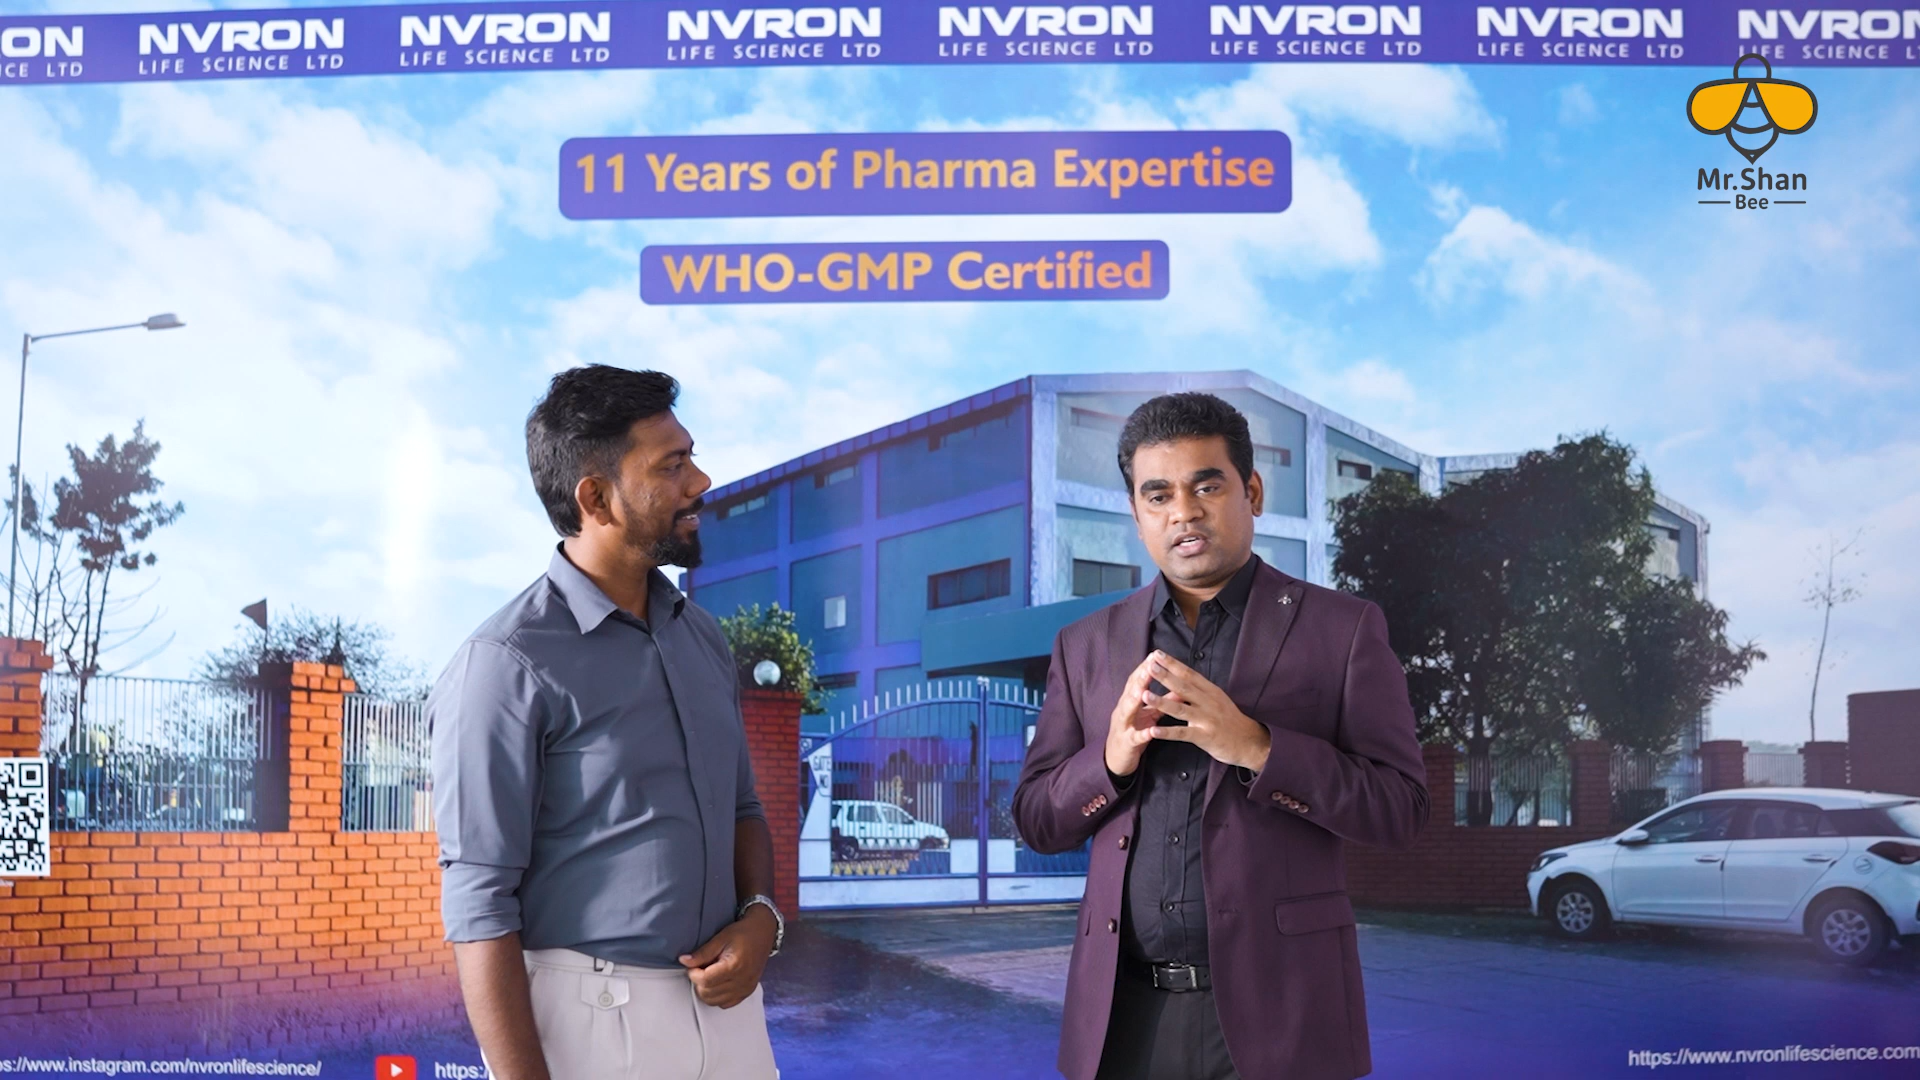 NVRON NVRON NVRON NVRON NVRON NVRON
LIFE SCIENCE LTD LIFE SCIENCE LTD LIFE SCIENCE LTD LIFE SCIENCE LTD LIFE SCIENCE LTD LIFE SCIENCE LTD
11 Years of Pharma Expertise
WHO-GMP Certified
Mr.Shan
Bee
GATE
s://www.instagram.com/nvronlifescience/
https:/
https://www.nvronlifescience.com